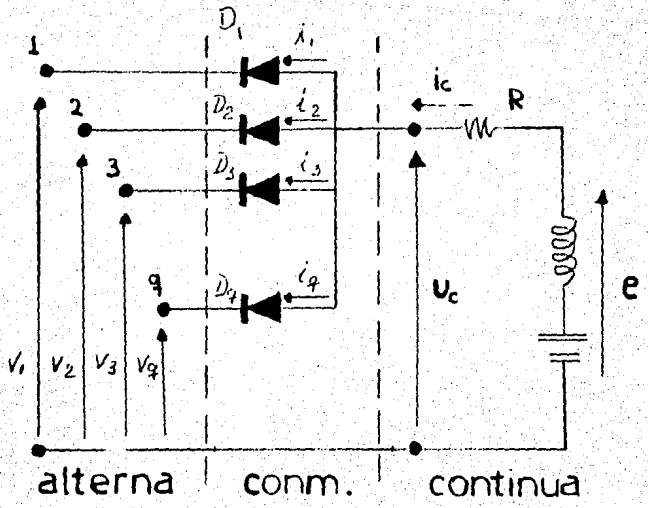 D₁
1
i₁
2
D₂
i₂
ic
R
3
D₃
i₃
q
Dq
iq
Uc
e
V₁
V₂
V₃
Vq
alterna
conm.
continua